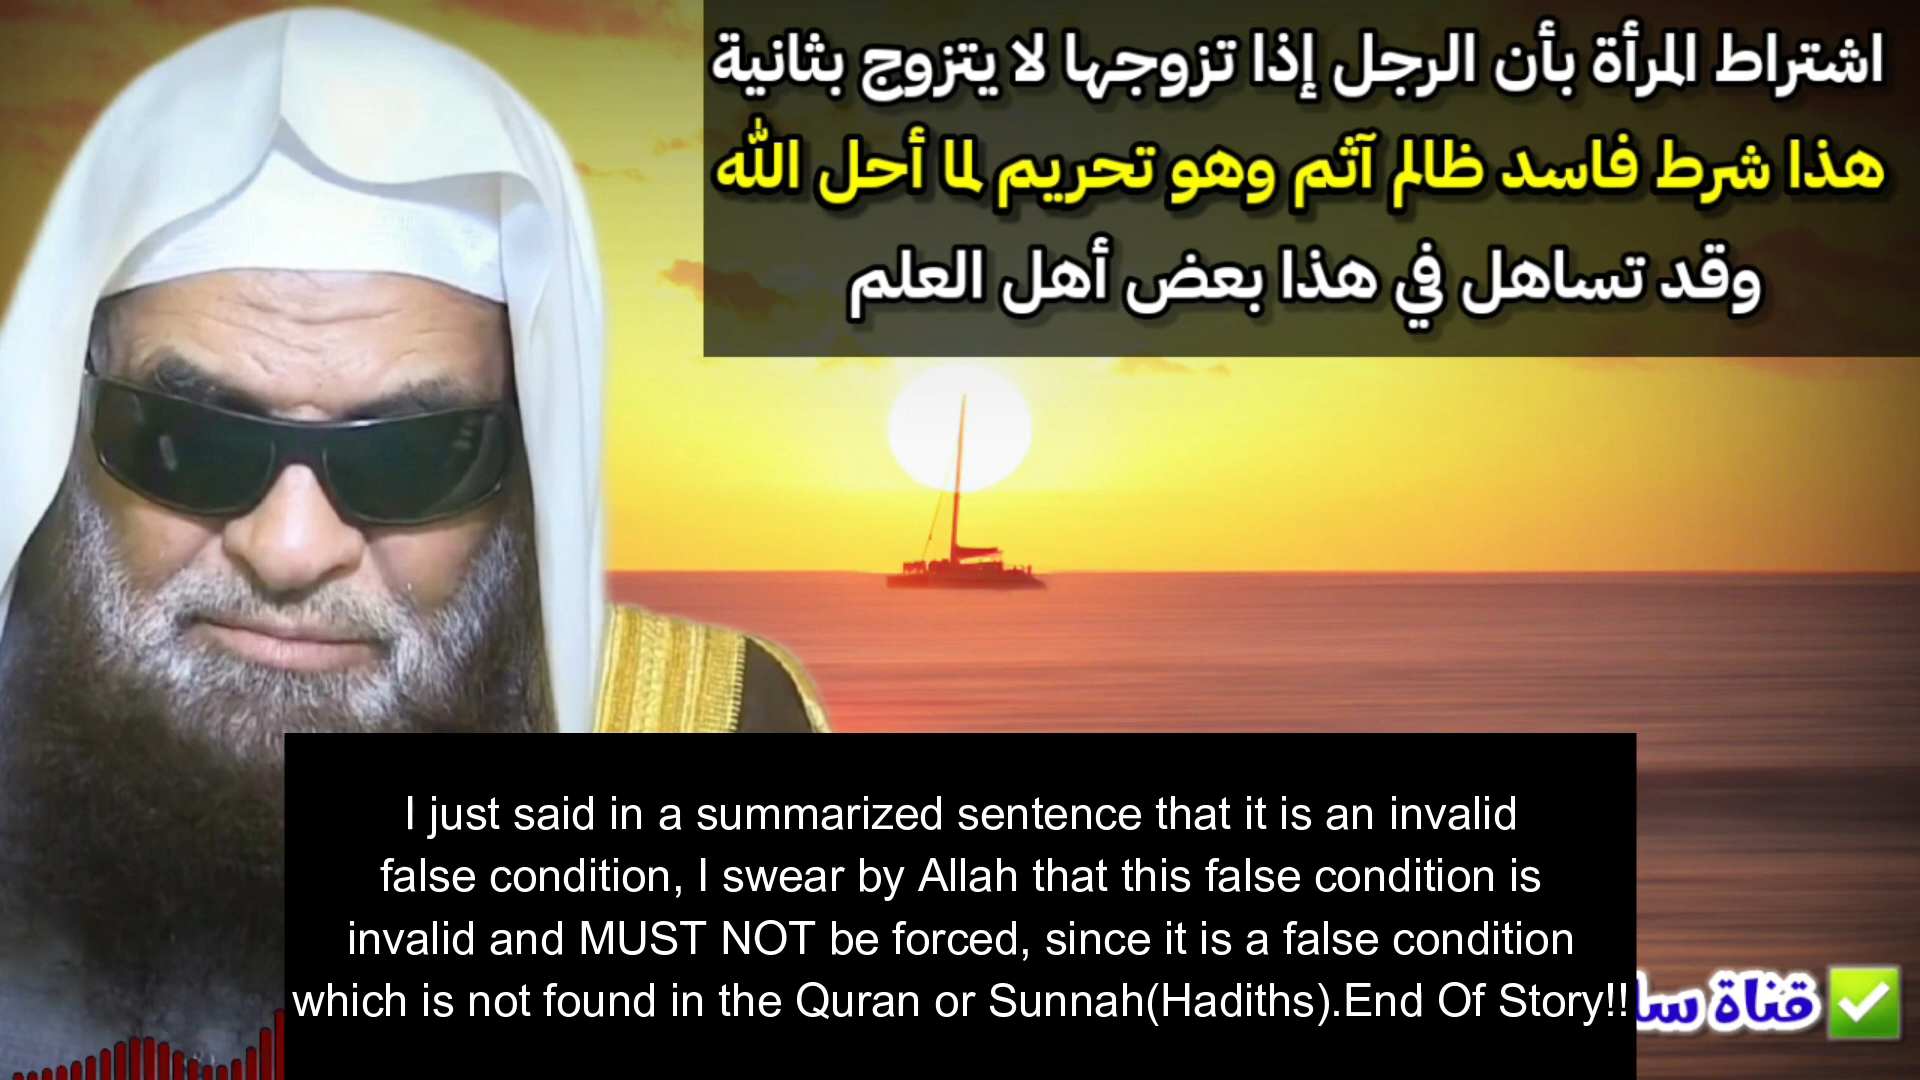 اشتراط المرأة بأن الرجل إذا تزوجها لا يتزوج بثانية
هذا شرط فاسد ظالم آثم وهو تحريم لما أحل الله
وقد تساهل في هذا بعض أهل العلم
I just said in a summarized sentence that it is an invalid
false condition, I swear by Allah that this false condition is
invalid and MUST NOT be forced, since it is a false condition
which is not found in the Quran or Sunnah(Hadiths).End Of Story!!
قناة